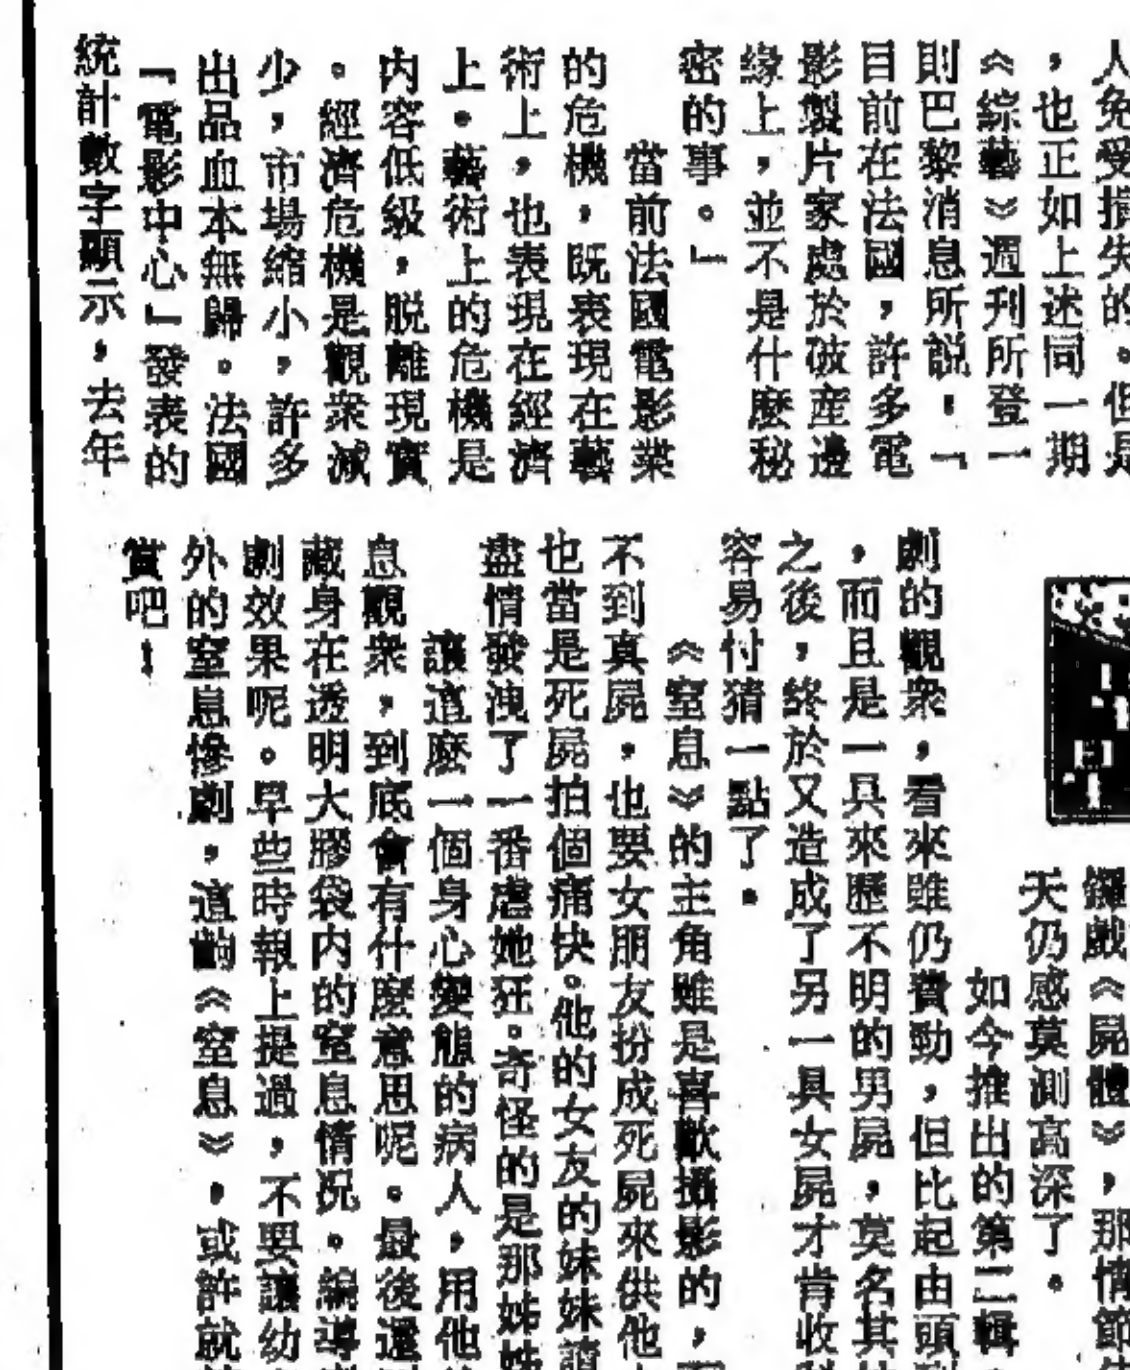 人免受損失的。但是
，也正如上述同一期
《綜藝》週刊所登一
則巴黎消息所説：「
目前在法國，許多電
影製片家處於破産邊
緣上，並不是什麽秘
密的事。」
當前法國電影業
的危機，既表現在藝
術上，也表現在經濟
上。藝術上的危機是
内容低級，脱離現實
。經濟危機是觀衆減
少，市場縮小，許多
出品血本無歸。法國
「電影中心」發表的
統計數字顯示，去年
鑼戲《屍體》，那情節
天仍感莫測高深了。
如今推出的第二輯
劇的觀衆，看來雖仍費勁，但比起由頭
，而且是一具來歷不明的男屍，莫名其
之後，終於又造成了另一具女屍才肯收
容易付猜一點了。
《窒息》的主角雖是喜歡攝影的，
不到真屍，也要女朋友扮成死屍來供他
也當是死屍拍個痛快。他的女友的妹妹
盡情發洩了一番虐她狂。奇怪的是那姊
讓這麽一個身心變態的病人，用他
息觀衆，到底會有什麽意思呢。最後還
藏身在透明大膠袋内的窒息情況。編導
劇效果呢。早些時報上提過，不要讓幼
外的窒息慘劇，這齣《窒息》，或許就
賞吧！